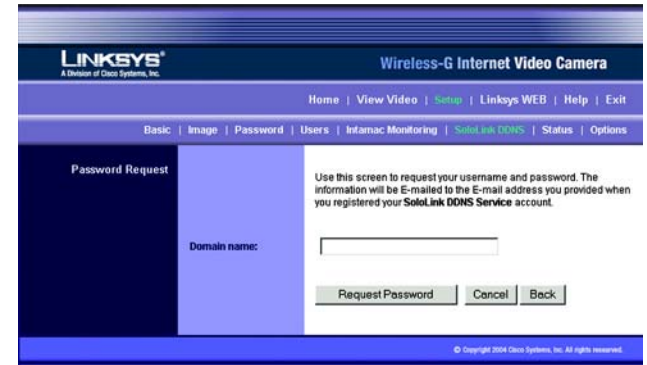 LINKSYS®
A Division of Cisco Systems, Inc.
Wireless-G Internet Video Camera
Home | View Video | Setup | Linksys WEB | Help | Exit
Basic | Image | Password | Users | Intamac Monitoring | SoloLink DDNS | Status | Options
Password Request
Use this screen to request your username and password. The
information will be E-mailed to the E-mail address you provided when
you registered your SoloLink DDNS Service account.
Domain name:
Request Password Cancel Back
© Copyright 2004 Cisco Systems, Inc. All rights reserved.